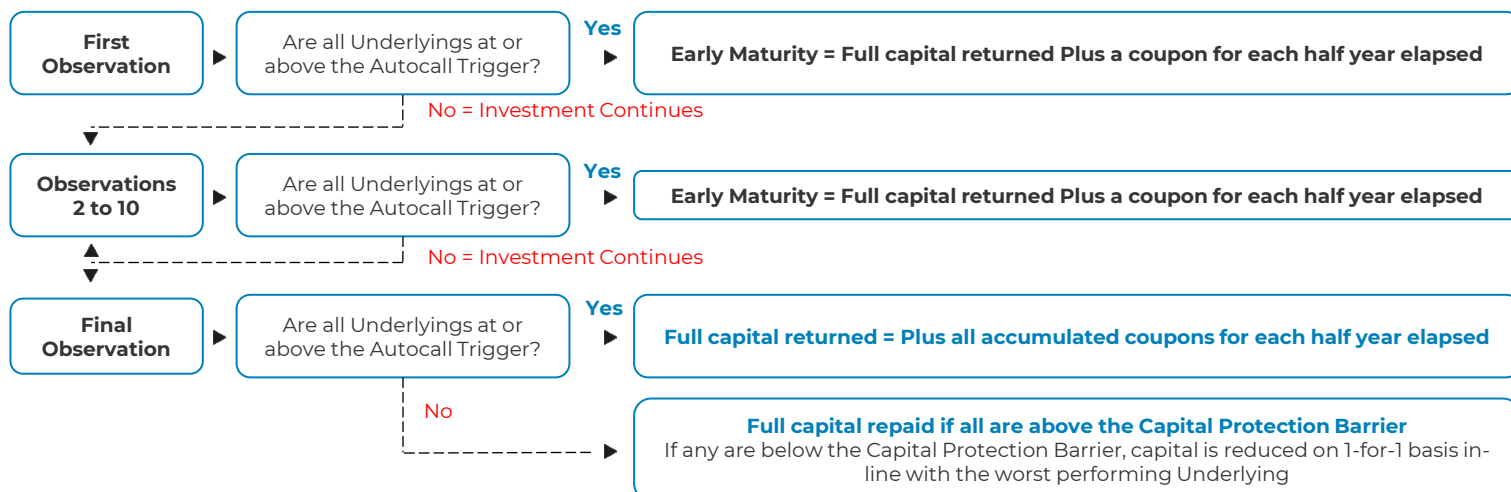 First
Observation
Are all Underlyings at or
above the Autocall Trigger?
Yes
Early Maturity = Full capital returned Plus a coupon for each half year elapsed
No = Investment Continues
Observations
2 to 10
Are all Underlyings at or
above the Autocall Trigger?
Yes
Early Maturity = Full capital returned Plus a coupon for each half year elapsed
No = Investment Continues
Final
Observation
Are all Underlyings at or
above the Autocall Trigger?
Yes
Full capital returned = Plus all accumulated coupons for each half year elapsed
No
Full capital repaid if all are above the Capital Protection Barrier
If any are below the Capital Protection Barrier, capital is reduced on 1-for-1 basis in-
line with the worst performing Underlying